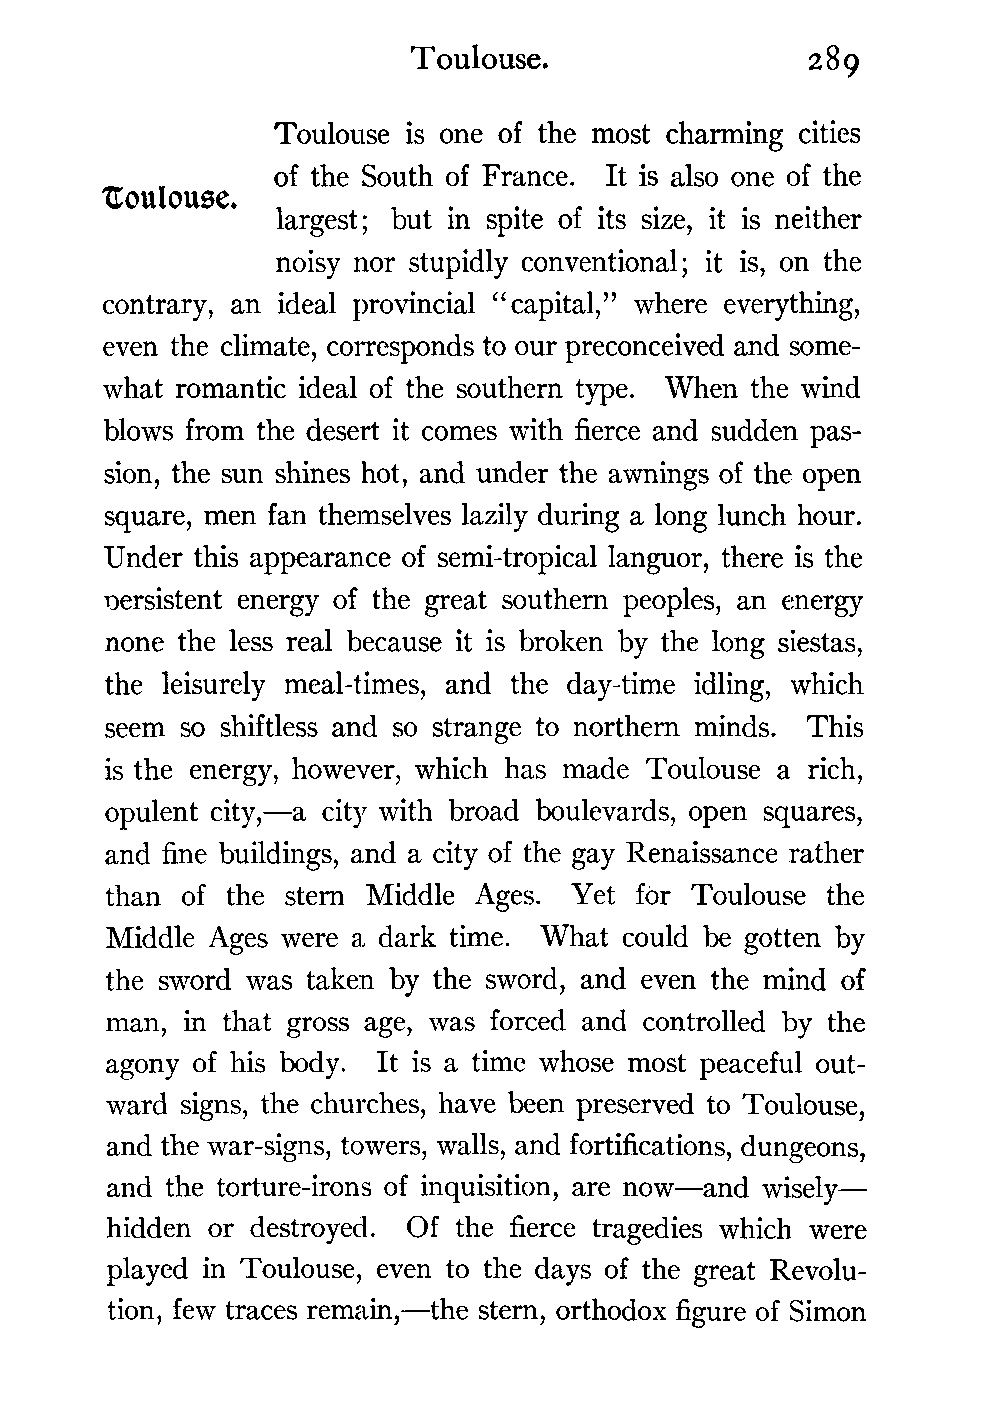 Toulouse. 289
Toulouse is one of the most charming cities
of the South of France. It is also one of the
Toulouse.
largest; but in spite of its size, it is neither
noisy nor stupidly conventional; it is, on the
contrary, an ideal provincial “capital,” where everything,
even the climate, corresponds to our preconceived and some-
what romantic ideal of the southern type. When the wind
blows from the desert it comes with fierce and sudden pas-
sion, the sun shines hot, and under the awnings of the open
square, men fan themselves lazily during a long lunch hour.
Under this appearance of semi-tropical languor, there is the
persistent energy of the great southern peoples, an energy
none the less real because it is broken by the long siestas,
the leisurely meal-times, and the day-time idling, which
seem so shiftless and so strange to northern minds. This
is the energy, however, which has made Toulouse a rich,
opulent city,—a city with broad boulevards, open squares,
and fine buildings, and a city of the gay Renaissance rather
than of the stern Middle Ages. Yet for Toulouse the
Middle Ages were a dark time. What could be gotten by
the sword was taken by the sword, and even the mind of
man, in that gross age, was forced and controlled by the
agony of his body. It is a time whose most peaceful out-
ward signs, the churches, have been preserved to Toulouse,
and the war-signs, towers, walls, and fortifications, dungeons,
and the torture-irons of inquisition, are now—and wisely—
hidden or destroyed. Of the fierce tragedies which were
played in Toulouse, even to the days of the great Revolu-
tion, few traces remain,—the stern, orthodox figure of Simon